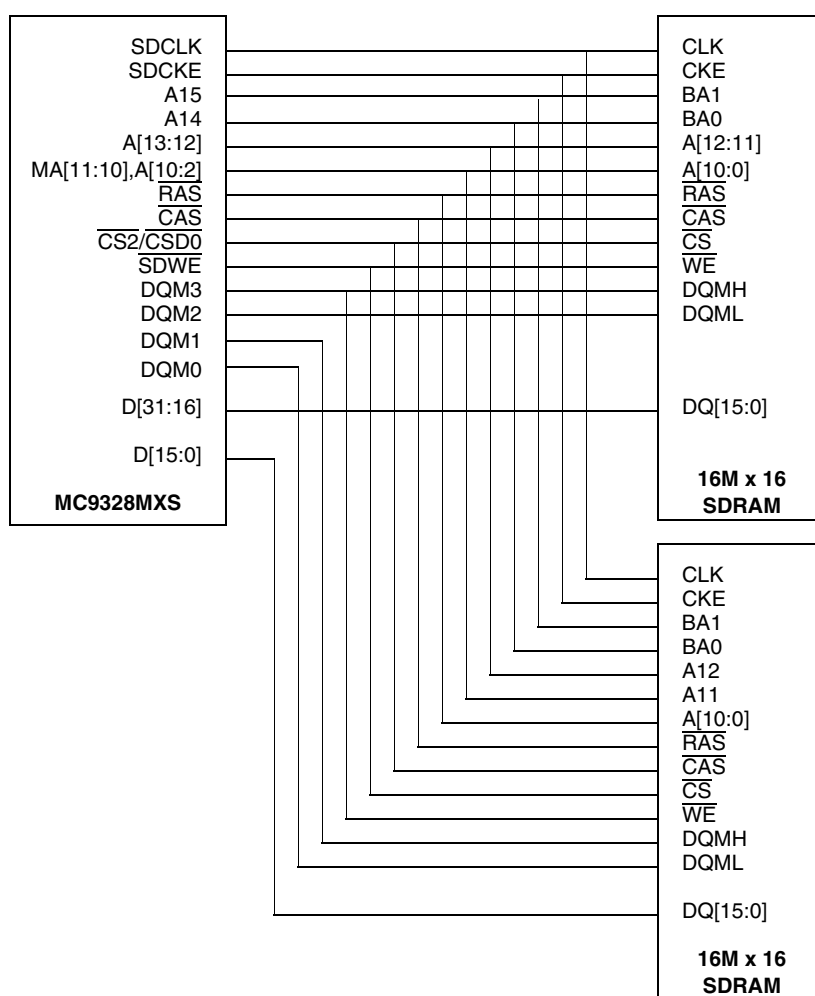 SDCLK
SDCKE
A15
A14
A[13:12]
MA[11:10],A[10:2]
RAS
CAS
CS2/CSD0
SDWE
DQM3
DQM2
DQM1
DQM0
D[31:16]
D[15:0]
MC9328MXS
CLK
CKE
BA1
BA0
A[12:11]
A[10:0]
RAS
CAS
CS
WE
DQMH
DQML
DQ[15:0]
16M x 16
SDRAM
CLK
CKE
BA1
BA0
A12
A11
A[10:0]
RAS
CAS
CS
WE
DQMH
DQML
DQ[15:0]
16M x 16
SDRAM